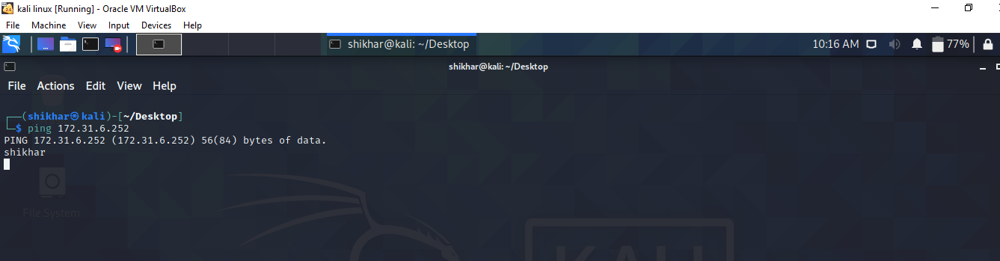 kali linux [Running] - Oracle VM VirtualBox
File Machine View Input Devices Help
shikhar@kali: ~/Desktop 10:16 AM 77%
shikhar@kali: ~/Desktop
File Actions Edit View Help
┌──(shikhar㉿kali)-[~/Desktop]
└─$ ping 172.31.6.252
PING 172.31.6.252 (172.31.6.252) 56(84) bytes of data.
shikhar
File System
KALI